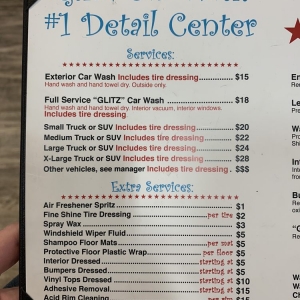 #1 Detail Center
Services:
Exterior Car Wash Includes tire dressing............ $15
Hand wash and hand towel dry. Outside only.
Full Service "GLITZ" Car Wash ........................ $18
Hand wash and hand towel dry. Interior vacuum, interior windows.
Includes tire dressing
Small Truck or SUV Includes tire dressing.......... $20
Medium Truck or SUV Includes tire dressing...... $22
Large Truck or SUV Includes tire dressing.......... $24
X-Large Truck or SUV Includes tire dressing....... $28
Other vehicles, see manager Includes tire dressing . $$$
Extra Services:
Air Freshener Spritz ........................ $1
Fine Shine Tire Dressing .............per tire $2
Spray Wax ........................ $3
Windshield Wiper Fluid ........................ $5
Shampoo Floor Mats ................per mat $5
Protective Floor Plastic Wrap..........per floor $5
Interior Dressed ..................starting at $5
Bumpers Dressed ..................starting at $5
Vinyl Tops Dressed ...............starting at $10
Adhesive Removal ................starting at $15
Acid Rim Cleaning